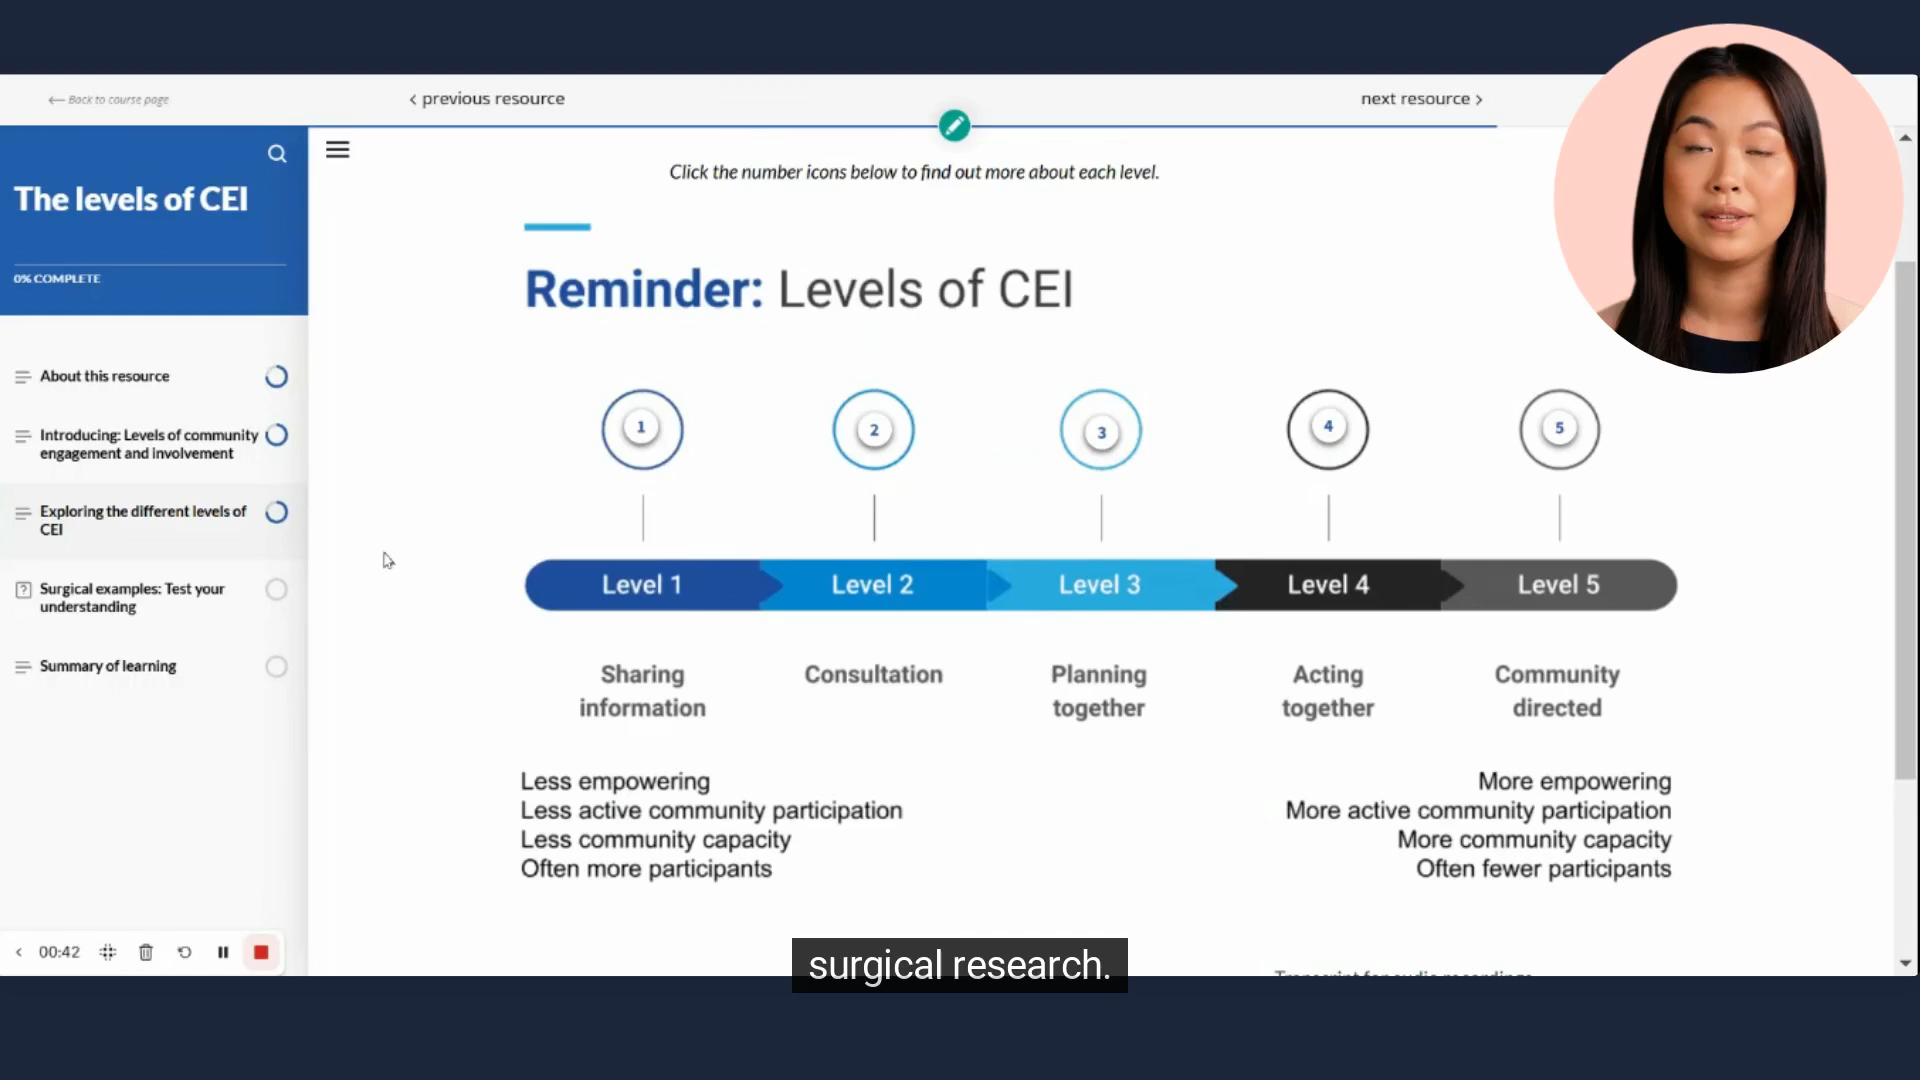 Back to course page
previous resource
next resource
The levels of CEI
0% COMPLETE
About this resource
Introducing: Levels of community
engagement and involvement
Exploring the different levels of
CEI
Surgical examples: Test your
understanding
Summary of learning
00:42
Click the number icons below to find out more about each level.
Reminder: Levels of CEI
1 2 3 4 5
Level 1 Level 2 Level 3 Level 4 Level 5
Sharing
information
Consultation
Planning
together
Acting
together
Community
directed
Less empowering
Less active community participation
Less community capacity
Often more participants
More empowering
More active community participation
More community capacity
Often fewer participants
Transcript for audio recordings
surgical research.